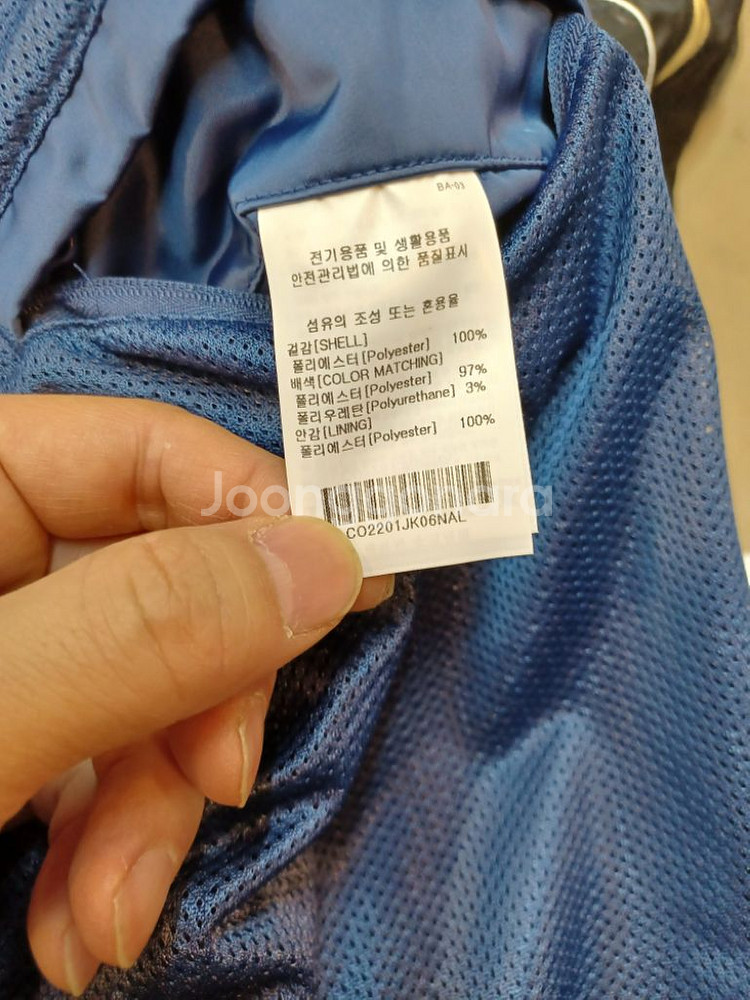 BA-03
전기용품 및 생활용품
안전관리법에 의한 품질표시
섬유의 조성 또는 혼용율
겉감[SHELL]
폴리에스터[Polyester] 100%
배색[COLOR MATCHING]
폴리에스터[Polyester] 97%
폴리우레탄[Polyurethane] 3%
안감[LINING]
폴리에스터[Polyester] 100%
Joonggonara
CO2201JK06NAL